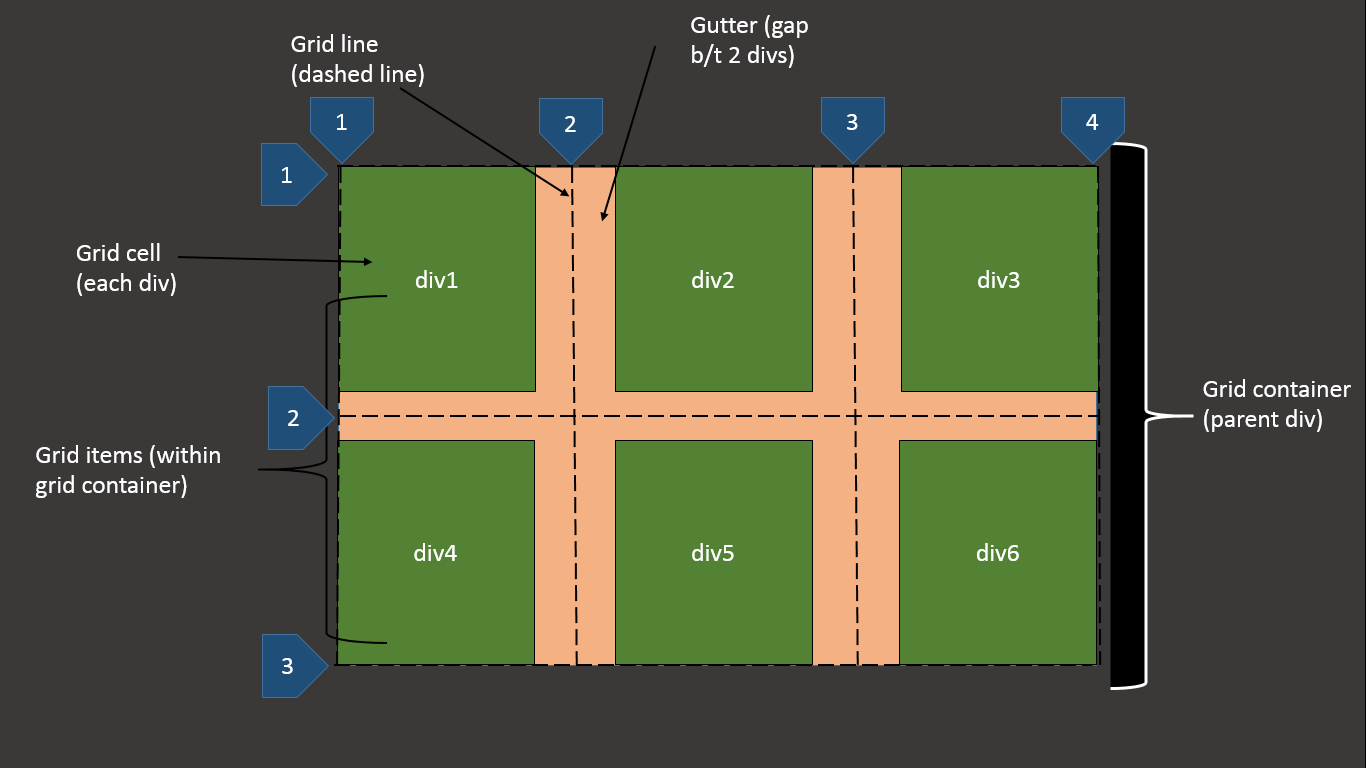 Gutter (gap
b/t 2 divs)
Grid line
(dashed line)
1
2
3
4
1
Grid cell
(each div)
div1
div2
div3
2
Grid container
(parent div)
Grid items (within
grid container)
div4
div5
div6
3